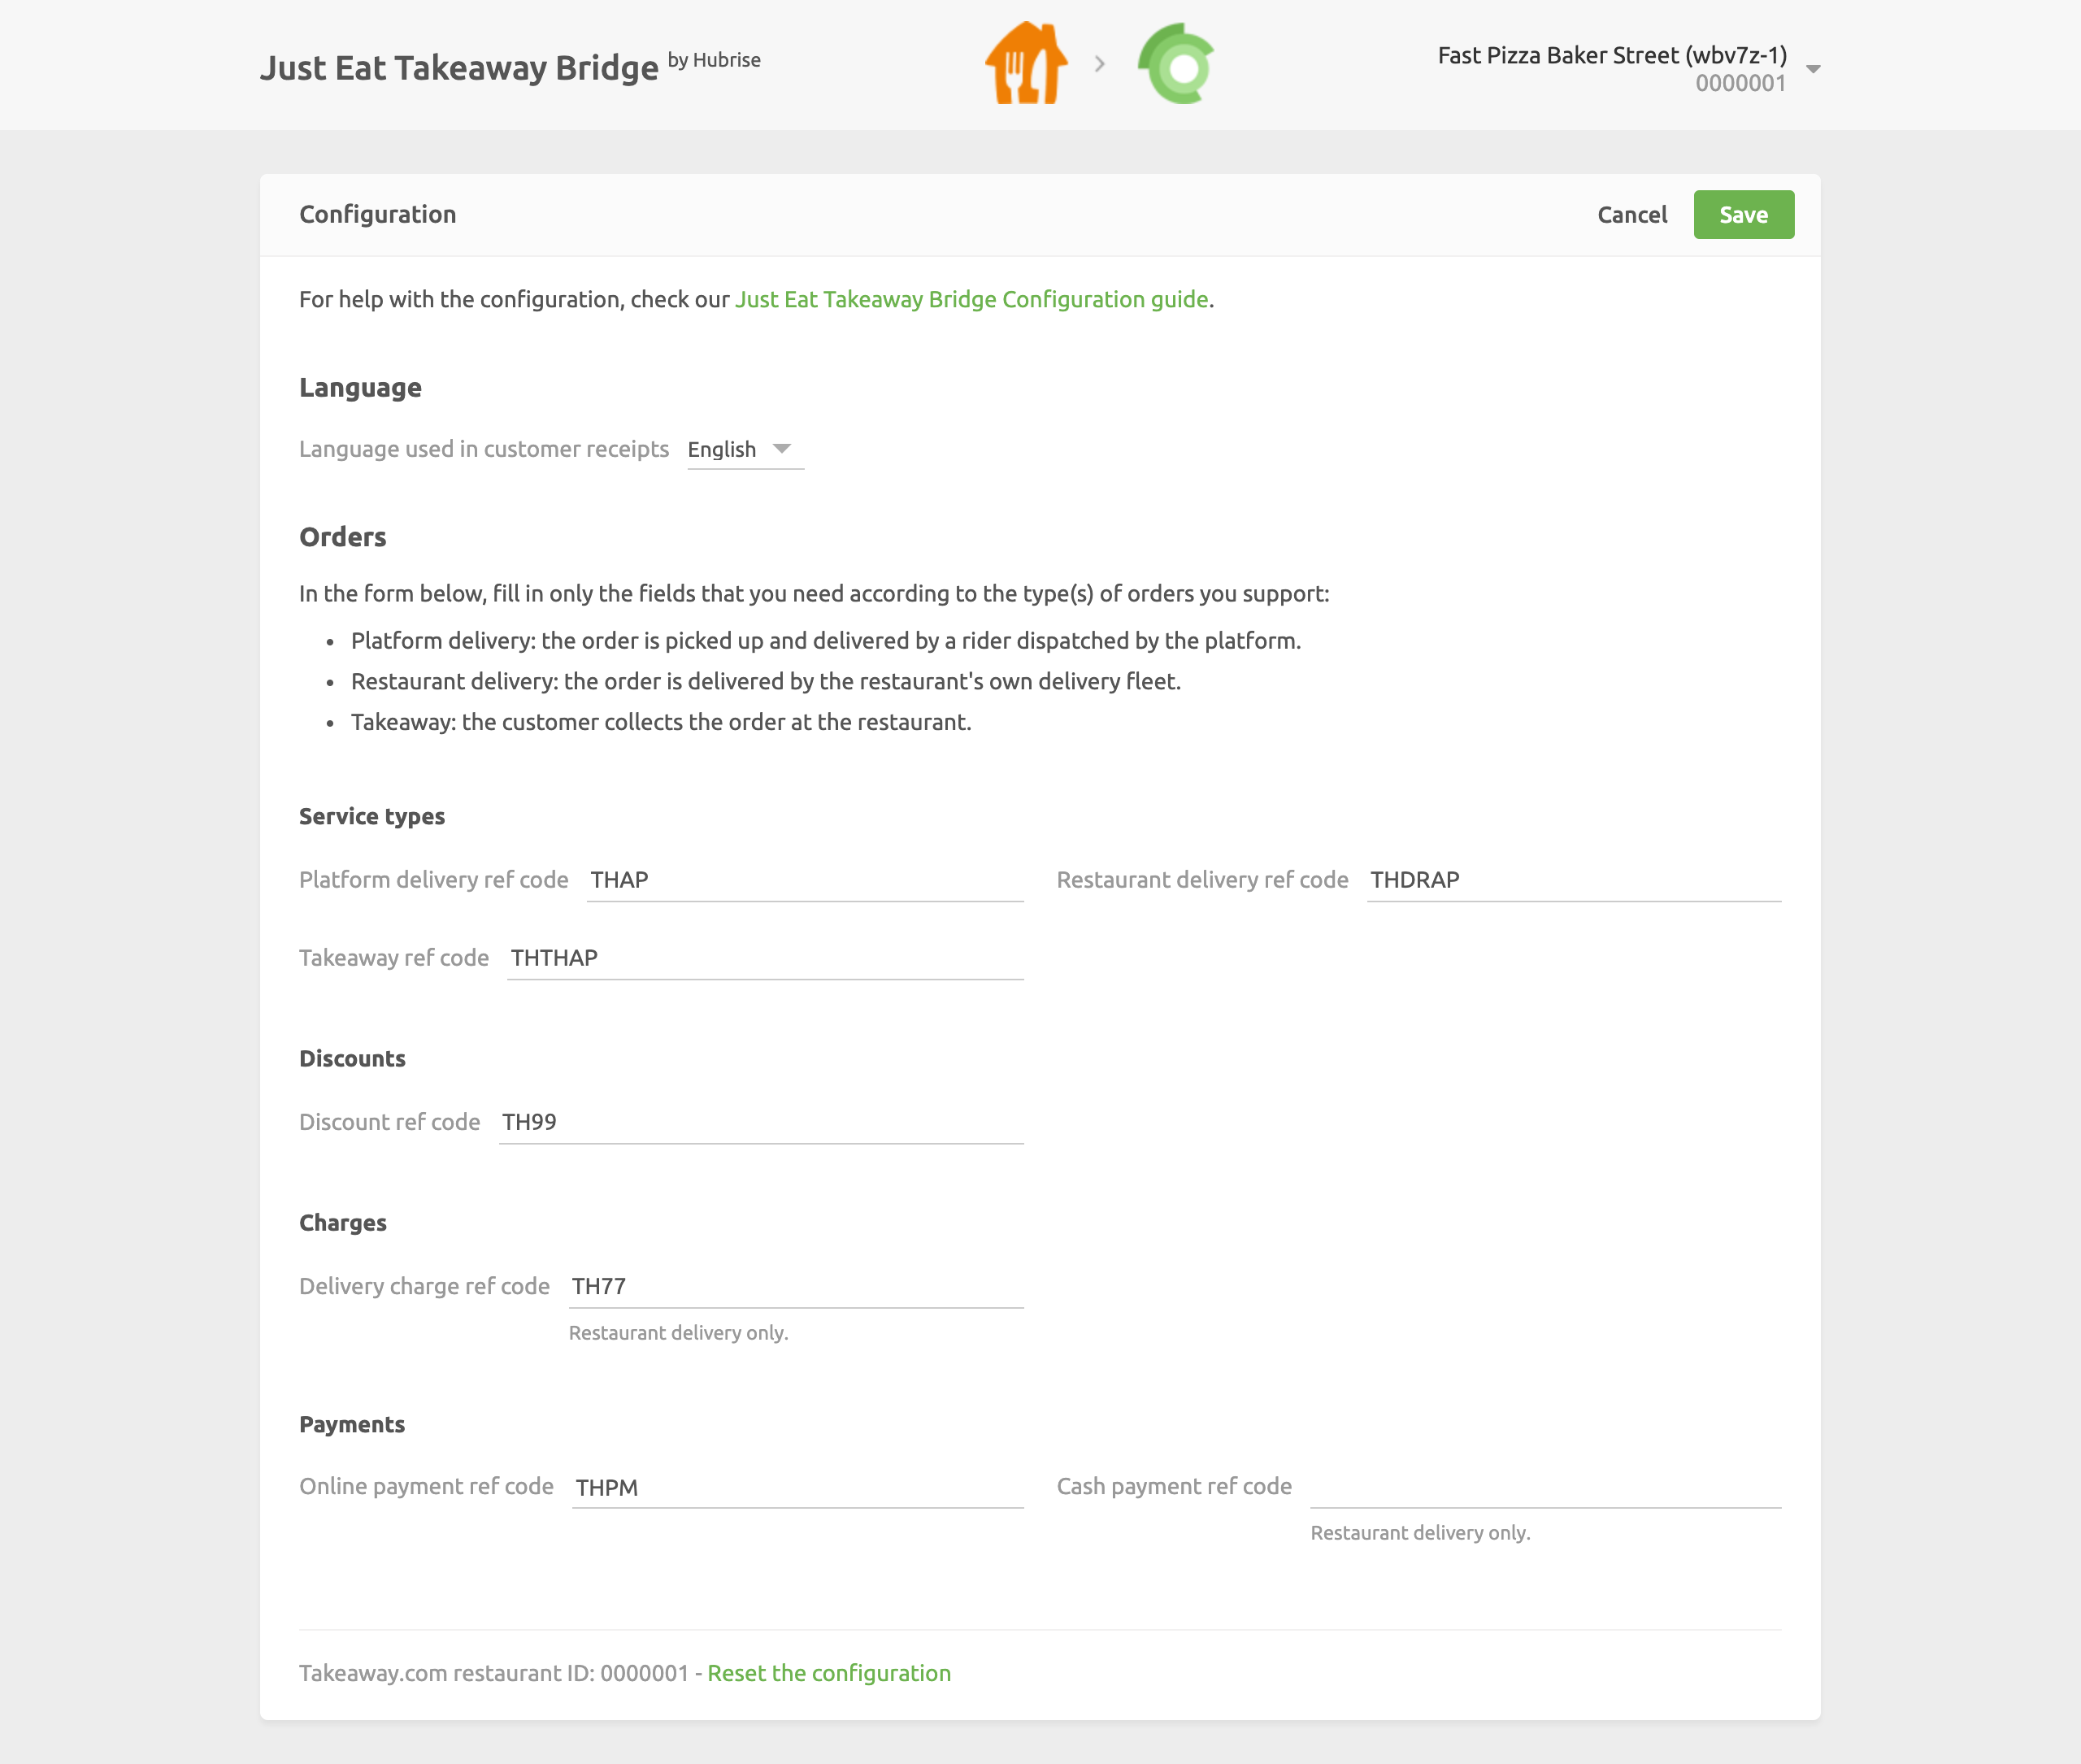 Just Eat Takeaway Bridge by Hubrise
Fast Pizza Baker Street (wbv7z-1)
0000001
Configuration
Cancel
Save
For help with the configuration, check our Just Eat Takeaway Bridge Configuration guide.
Language
Language used in customer receipts English
Orders
In the form below, fill in only the fields that you need according to the type(s) of orders you support:
• Platform delivery: the order is picked up and delivered by a rider dispatched by the platform.
• Restaurant delivery: the order is delivered by the restaurant's own delivery fleet.
• Takeaway: the customer collects the order at the restaurant.
Service types
Platform delivery ref code THAP
Restaurant delivery ref code THDRAP
Takeaway ref code THTHAP
Discounts
Discount ref code TH99
Charges
Delivery charge ref code TH77
Restaurant delivery only.
Payments
Online payment ref code THPM
Cash payment ref code
Restaurant delivery only.
Takeaway.com restaurant ID: 0000001 - Reset the configuration